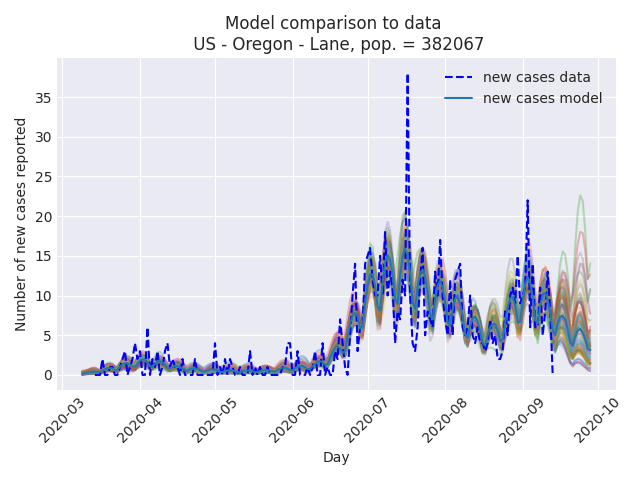 Model comparison to data
US - Oregon - Lane, pop. = 382067
new cases data
new cases model
Number of new cases reported
35
30
25
20
15
10
5
0
2020-03
2020-04
2020-05
2020-06
2020-07
2020-08
2020-09
2020-10
Day